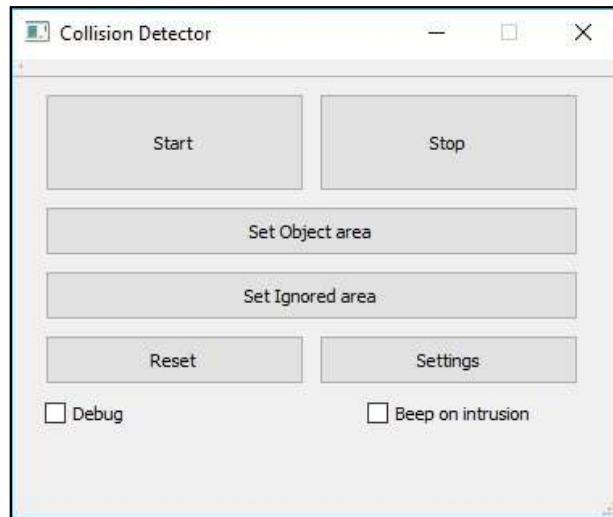 Collision Detector
Start Stop
Set Object area
Set Ignored area
Reset Settings
Debug Beep on intrusion